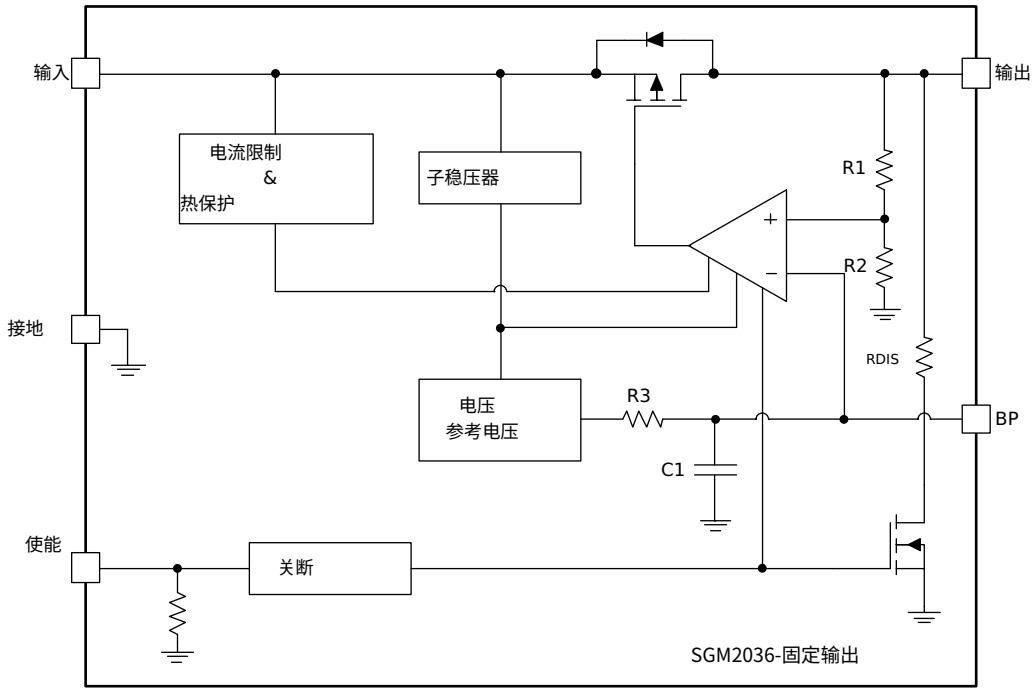 输入
输出
电流限制
&
热保护
子稳压器
R1
+
−
R2
接地
RDIS
电压
参考电压
R3
BP
C1
使能
关断
SGM2036-固定输出